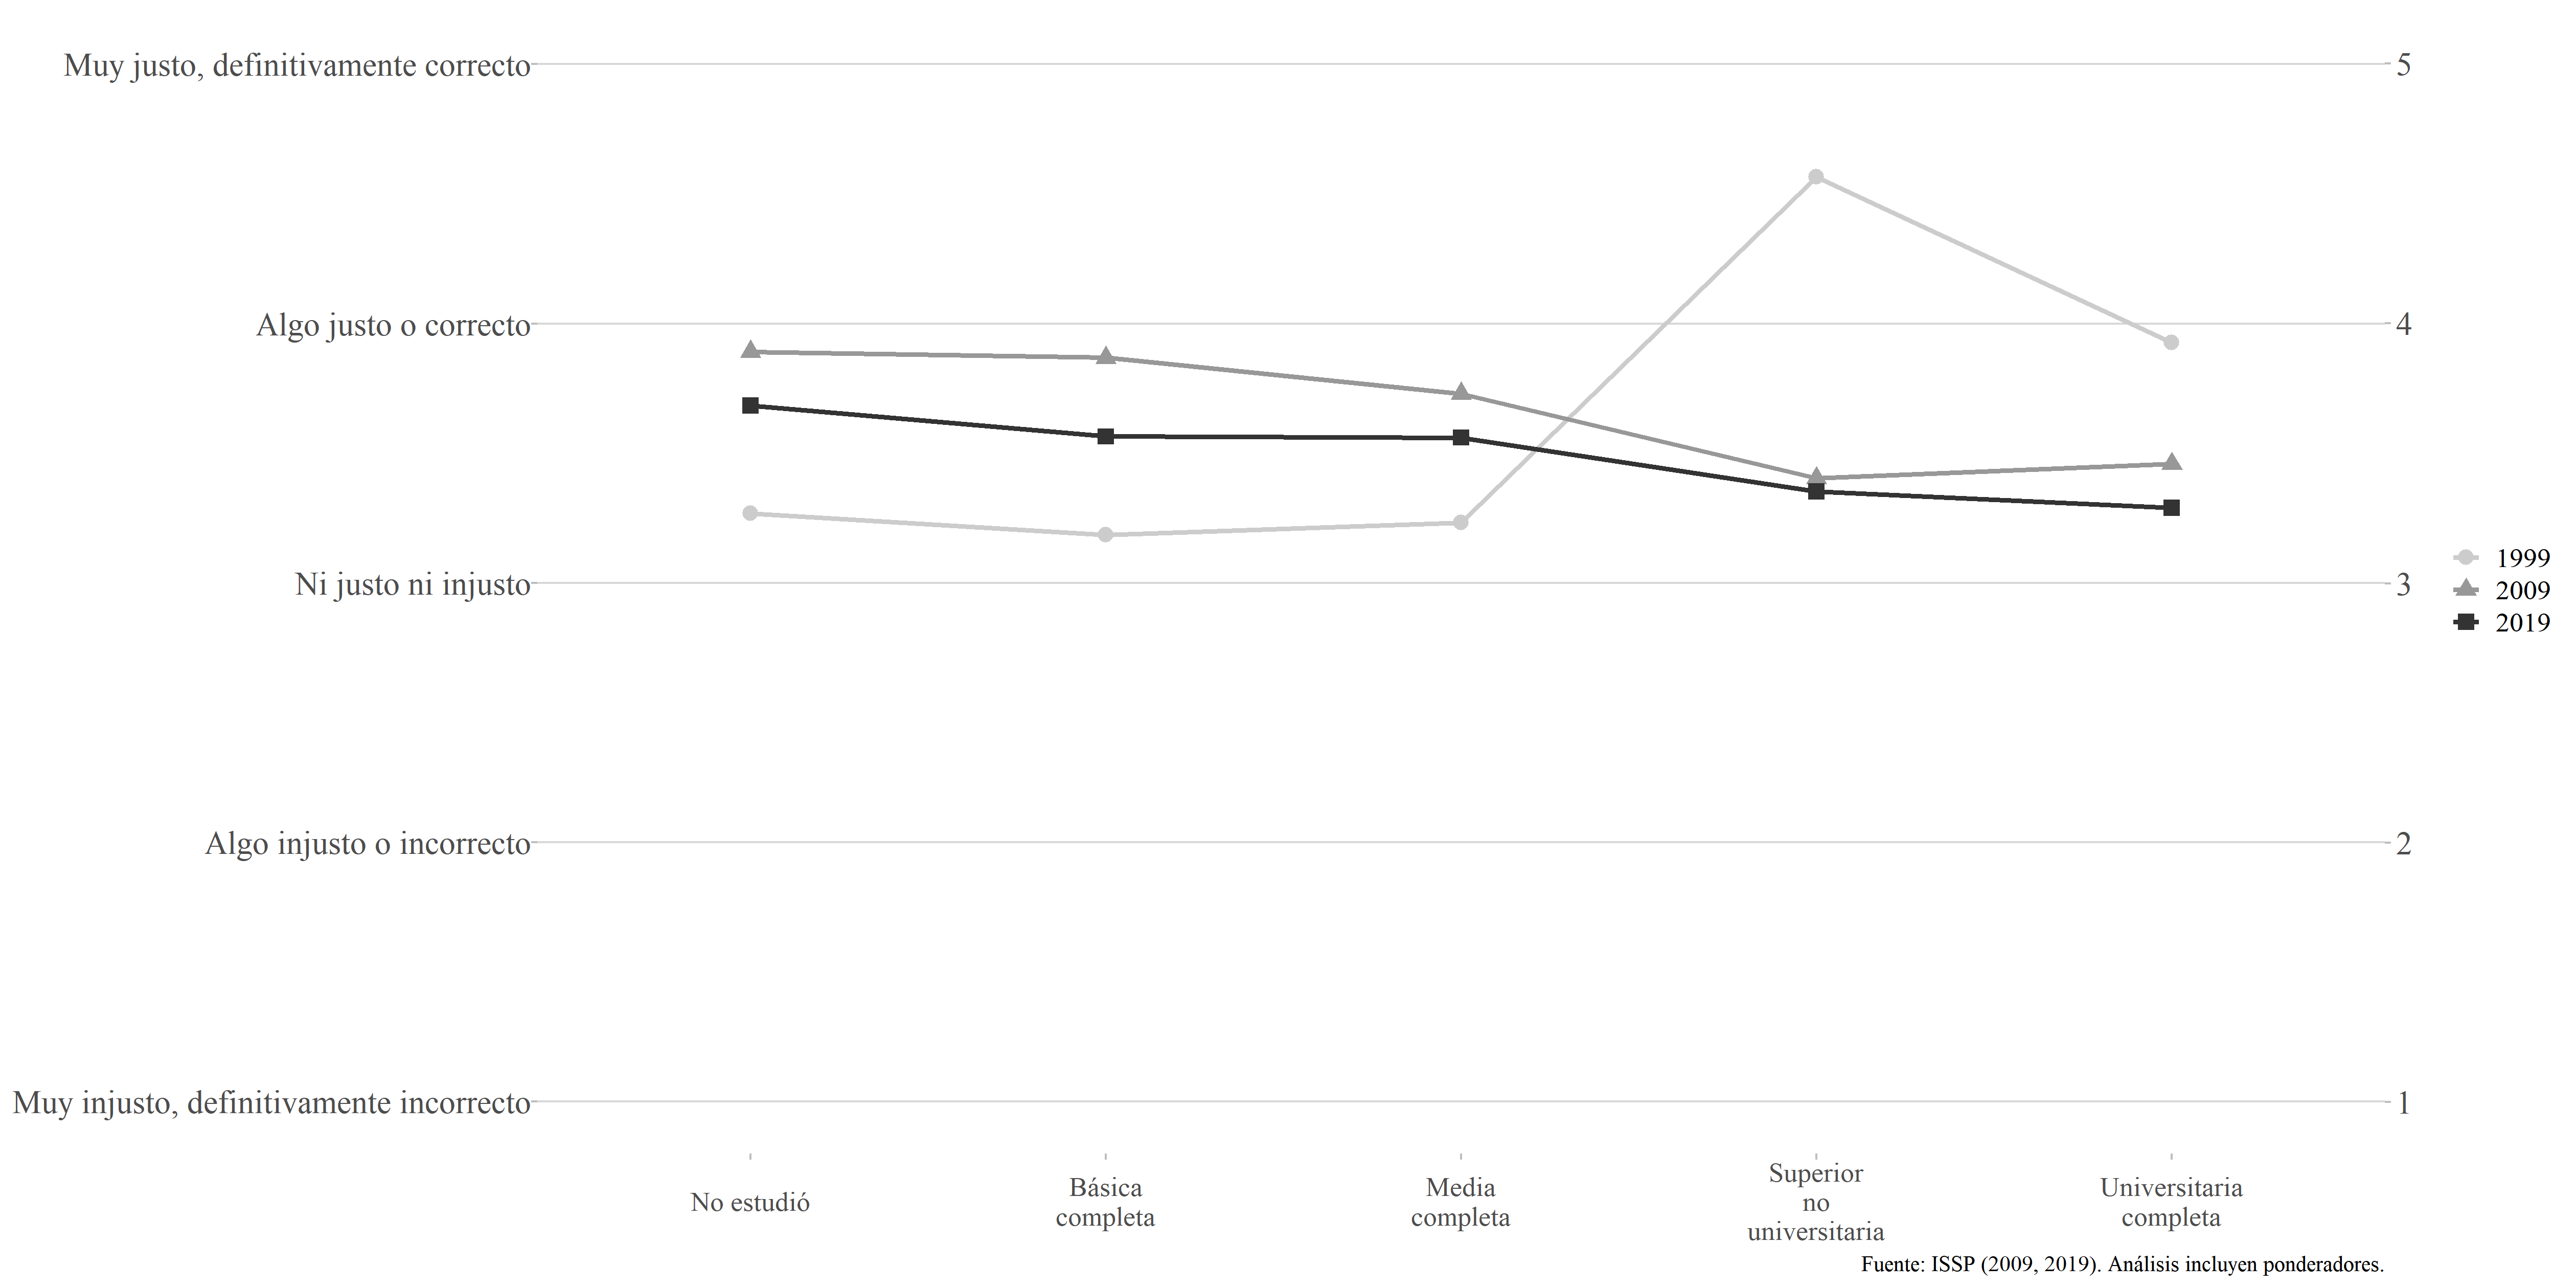 Muy justo, definitivamente correcto
5
Algo justo o correcto
4
Ni justo ni injusto
3
Algo injusto o incorrecto
2
Muy injusto, definitivamente incorrecto
1
1999
2009
2019
No estudió
Básica
completa
Media
completa
Superior
no
universitaria
Universitaria
completa
Fuente: ISSP (2009, 2019). Análisis incluyen ponderadores.